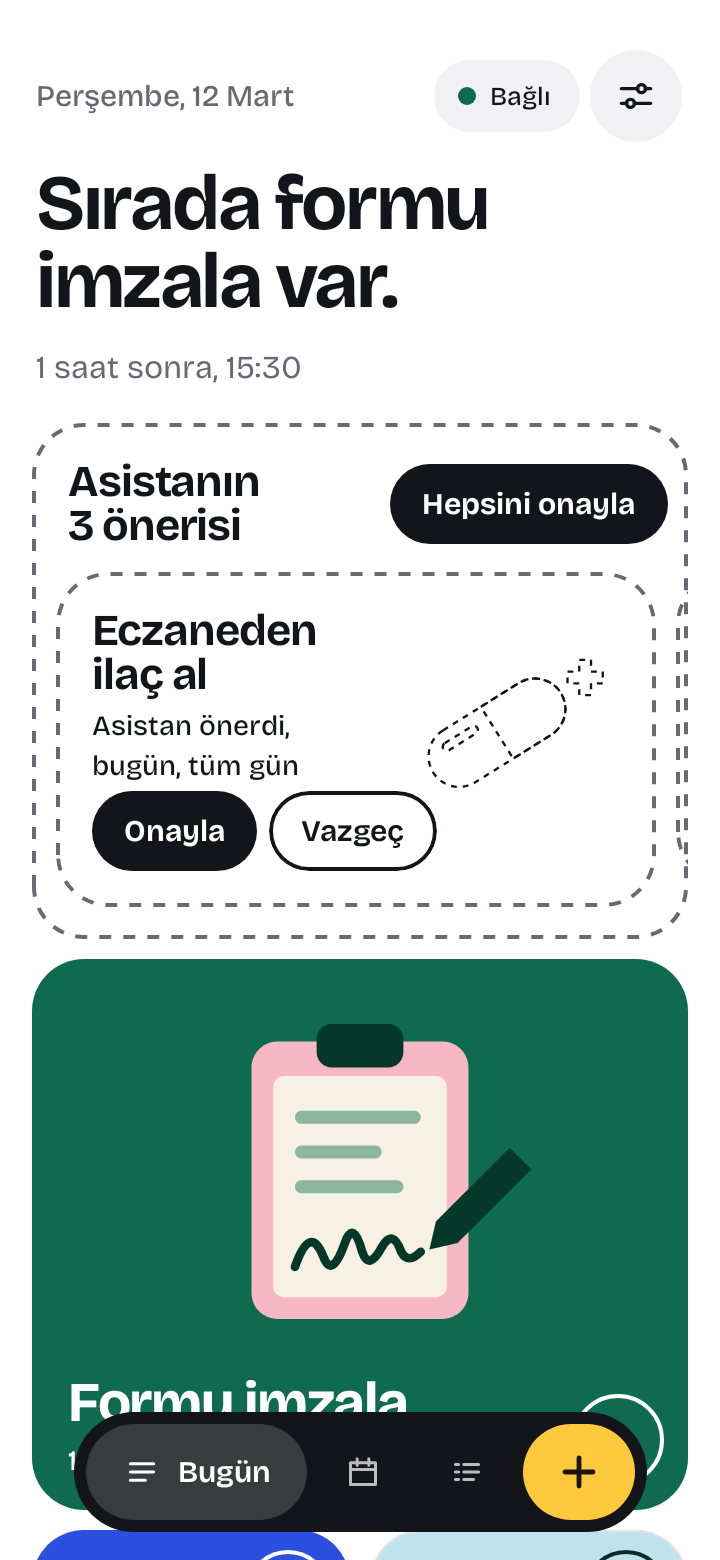 Perşembe, 12 Mart
Bağlı
Sırada formu
imzala var.
1 saat sonra, 15:30
Asistanın
3 önerisi
Hepsini onayla
Eczaneden
ilaç al
Asistan önerdi,
bugün, tüm gün
Onayla
Vazgeç
Formu imzala
Bugün